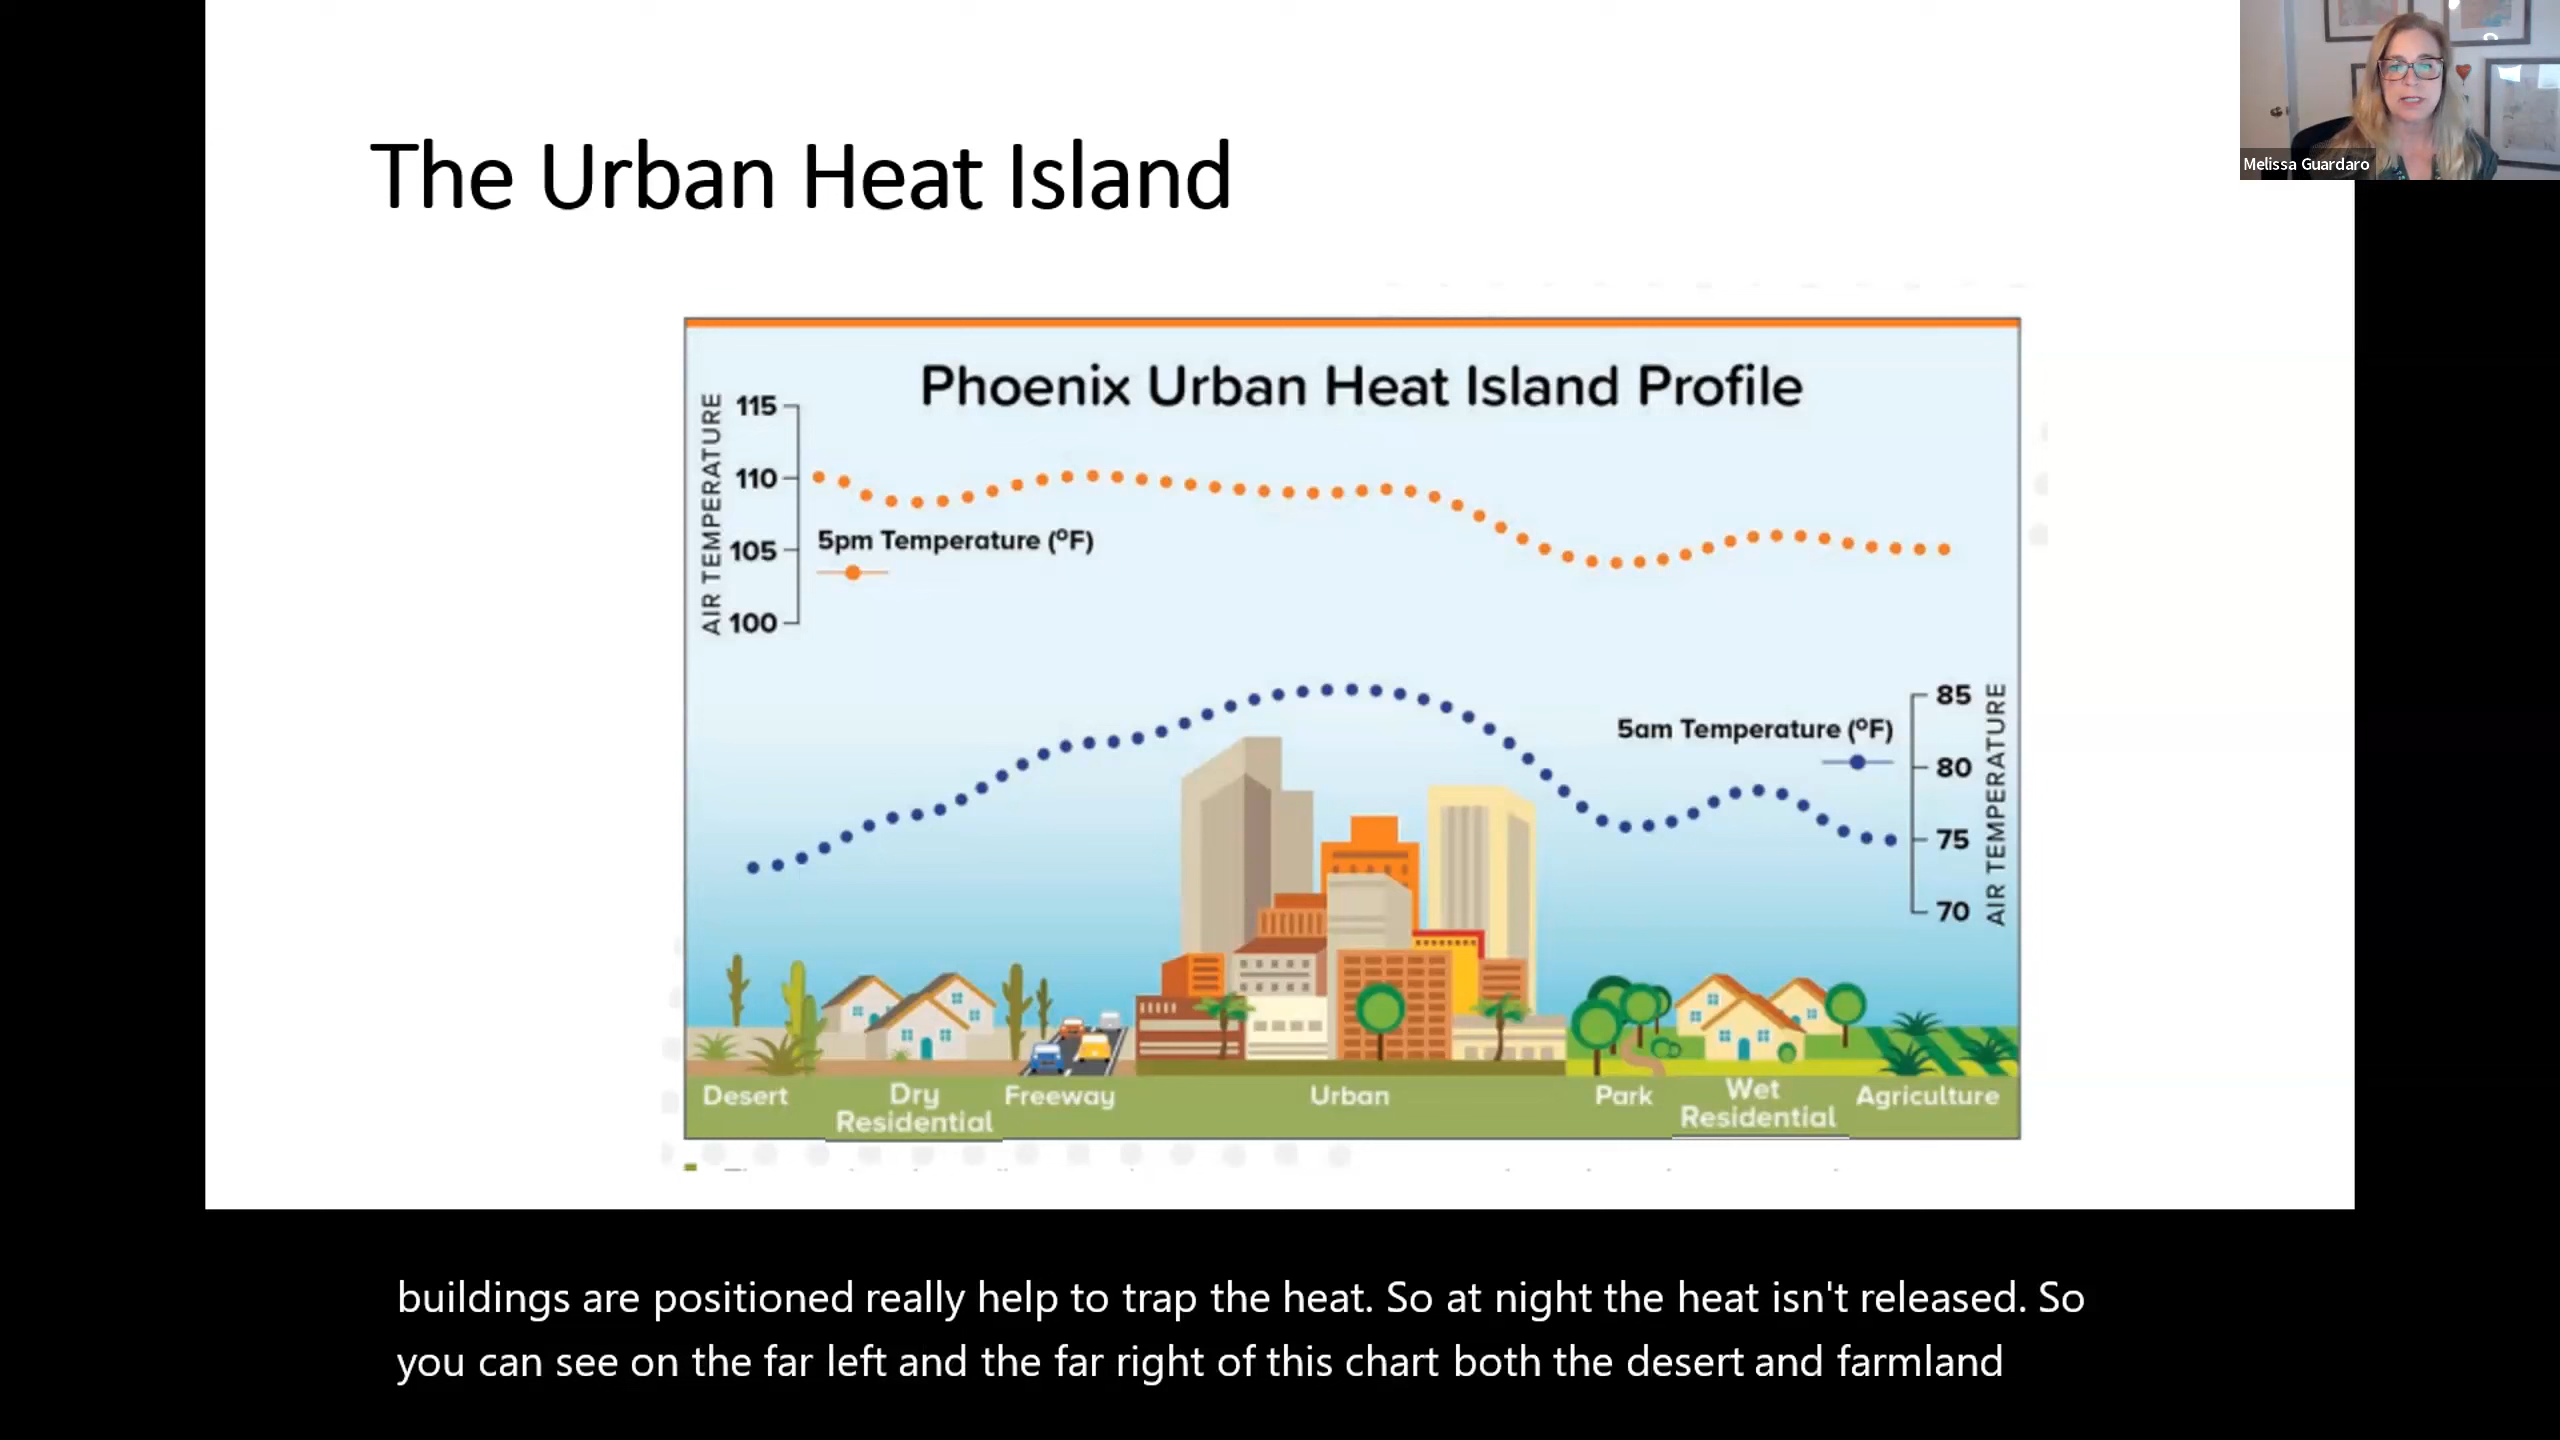 Melissa Guardaro
The Urban Heat Island
Phoenix Urban Heat Island Profile
AIR TEMPERATURE
115
110
105
100
5pm Temperature (ºF)
5am Temperature (ºF)
85
80
75
70
AIR TEMPERATURE
Desert
Dry
Residential
Freeway
Urban
Park
Wet
Residential
Agriculture
buildings are positioned really help to trap the heat. So at night the heat isn't released. So
you can see on the far left and the far right of this chart both the desert and farmland